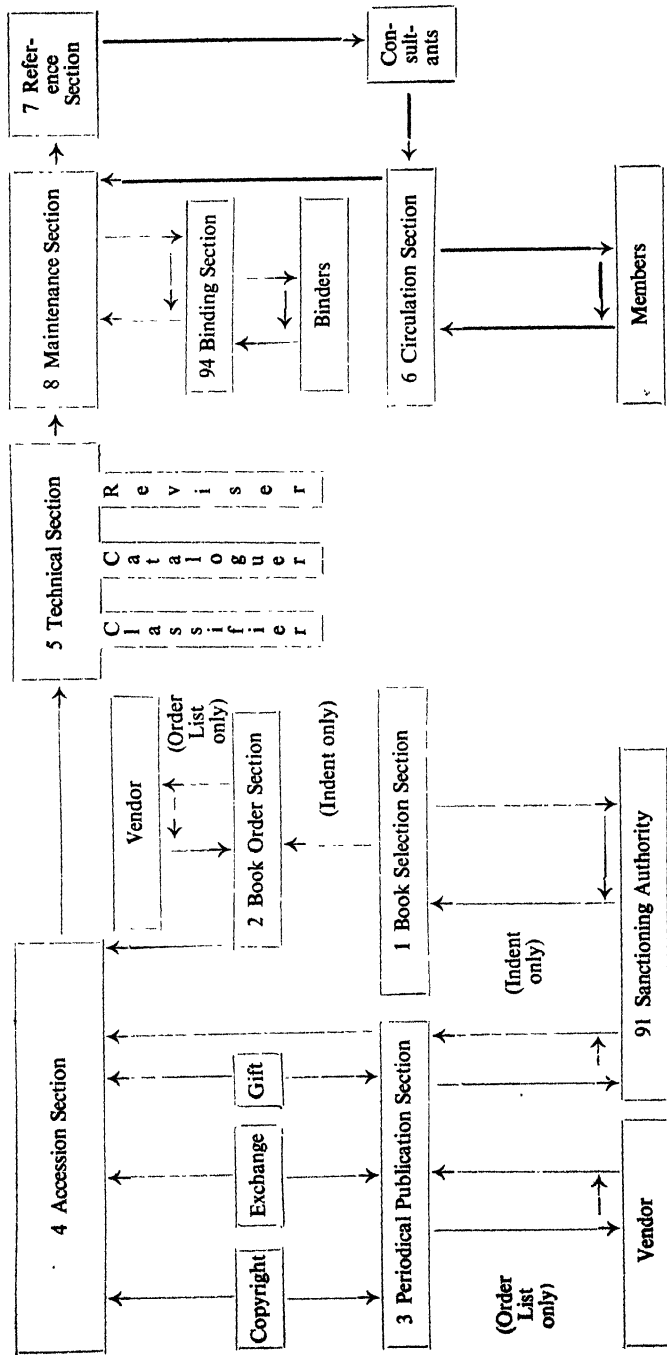 4 Accession Section
5 Technical Section
8 Maintenance Section
7 Refer-
ence
Section
Classifier
Cataloguer
Reviser
Vendor
(Order
List
only)
Copyright
Exchange
Gift
2 Book Order Section
94 Binding Section
(Indent only)
Binders
Con-
sult-
ants
3 Periodical Publication Section
1 Book Selection Section
6 Circulation Section
(Order
List
only)
(Indent
only)
Vendor
91 Sanctioning Authority
Members